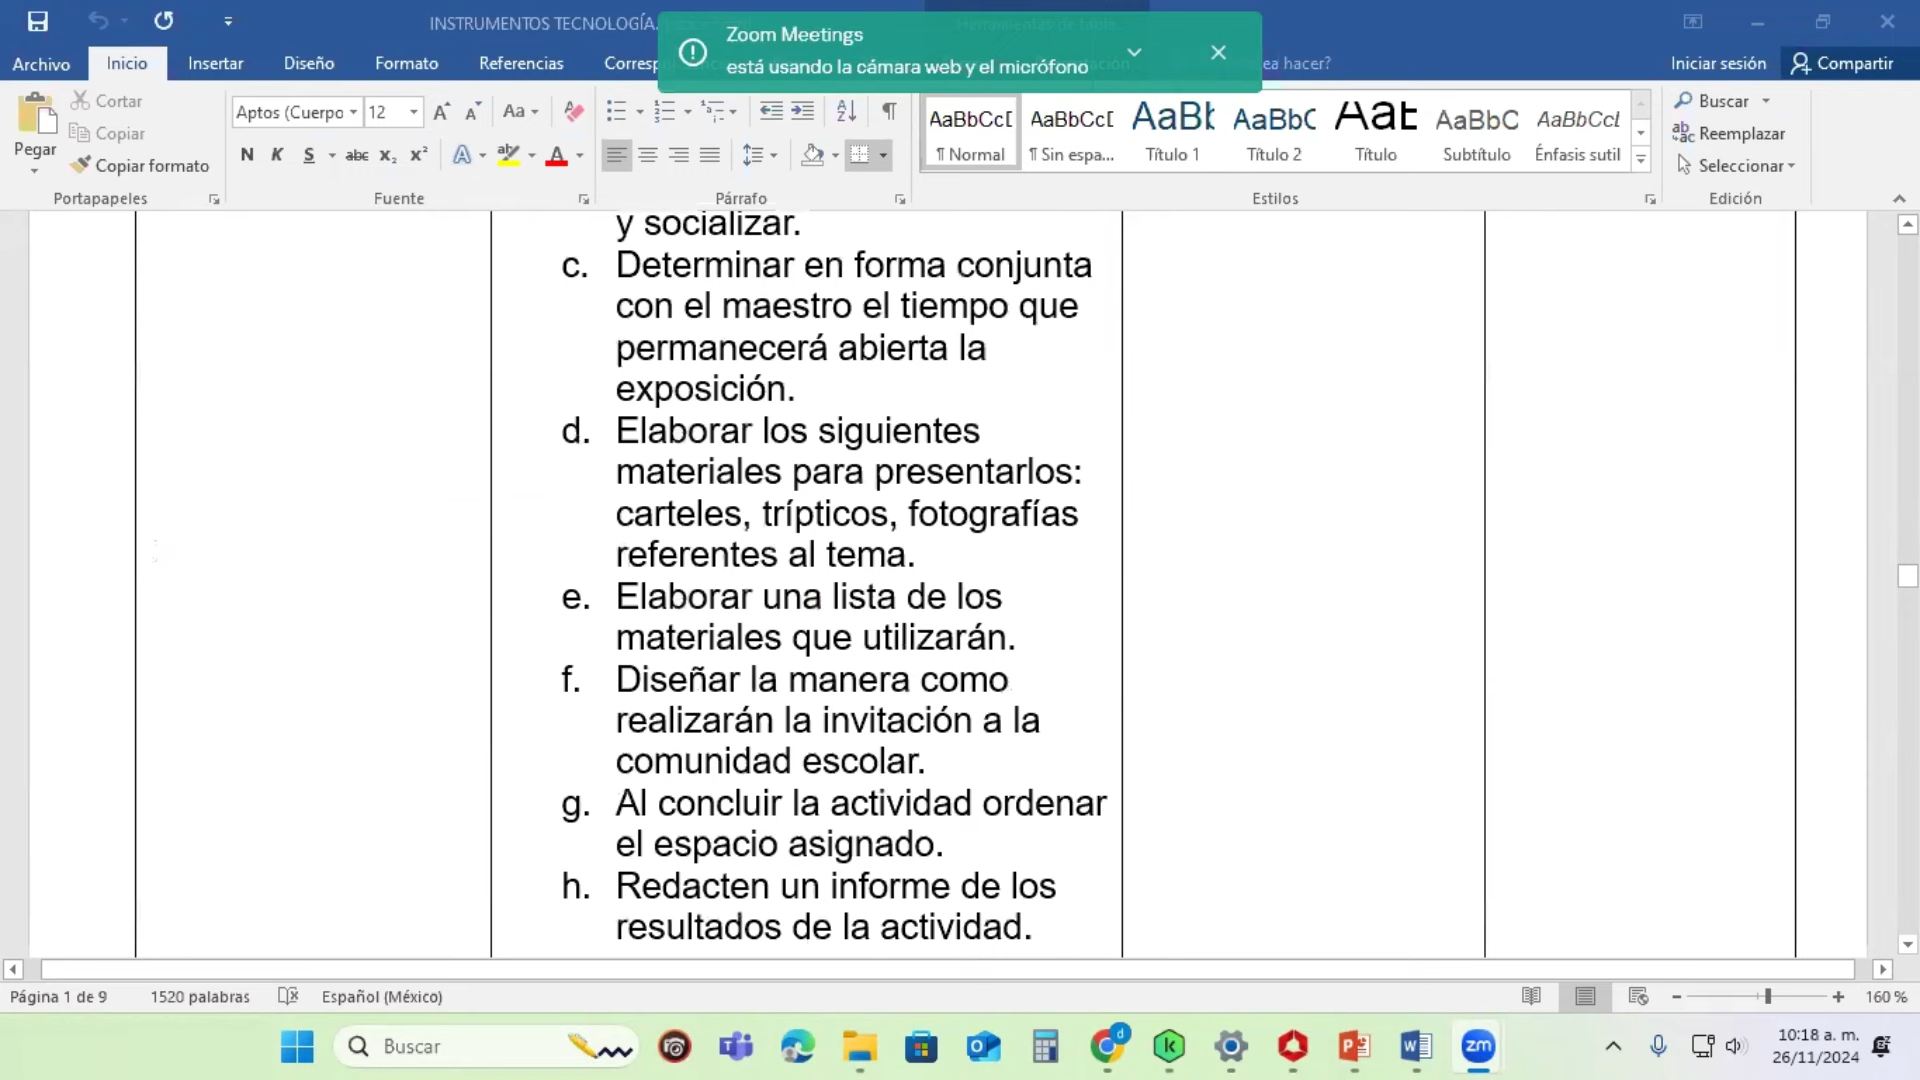 INSTRUMENTOS TECNOLOGÍA.
Zoom Meetings
está usando la cámara web y el micrófono
Archivo
Inicio
Insertar
Diseño
Formato
Referencias
ea hacer?
Iniciar sesión
Compartir
Pegar
Cortar
Copiar
Copiar formato
Portapapeles
Aptos (Cuerpo
12
Aa
N K S abc x₂ x²
Fuente
Párrafo
AaBbCcD
¶ Normal
AaBbCcD
¶ Sin espa...
AaBb
Título 1
AaBbC
Título 2
AaB
Título
AaBbC
Subtítulo
AaBbCcL
Énfasis sutil
Estilos
Buscar
Reemplazar
Seleccionar
Edición
y socializar.
c. Determinar en forma conjunta
con el maestro el tiempo que
permanecerá abierta la
exposición.
d. Elaborar los siguientes
materiales para presentarlos:
carteles, trípticos, fotografías
referentes al tema.
e. Elaborar una lista de los
materiales que utilizarán.
f. Diseñar la manera como
realizarán la invitación a la
comunidad escolar.
g. Al concluir la actividad ordenar
el espacio asignado.
h. Redacten un informe de los
resultados de la actividad.
Página 1 de 9
1520 palabras
Español (México)
160 %
Buscar
zm
10:18 a. m.
26/11/2024